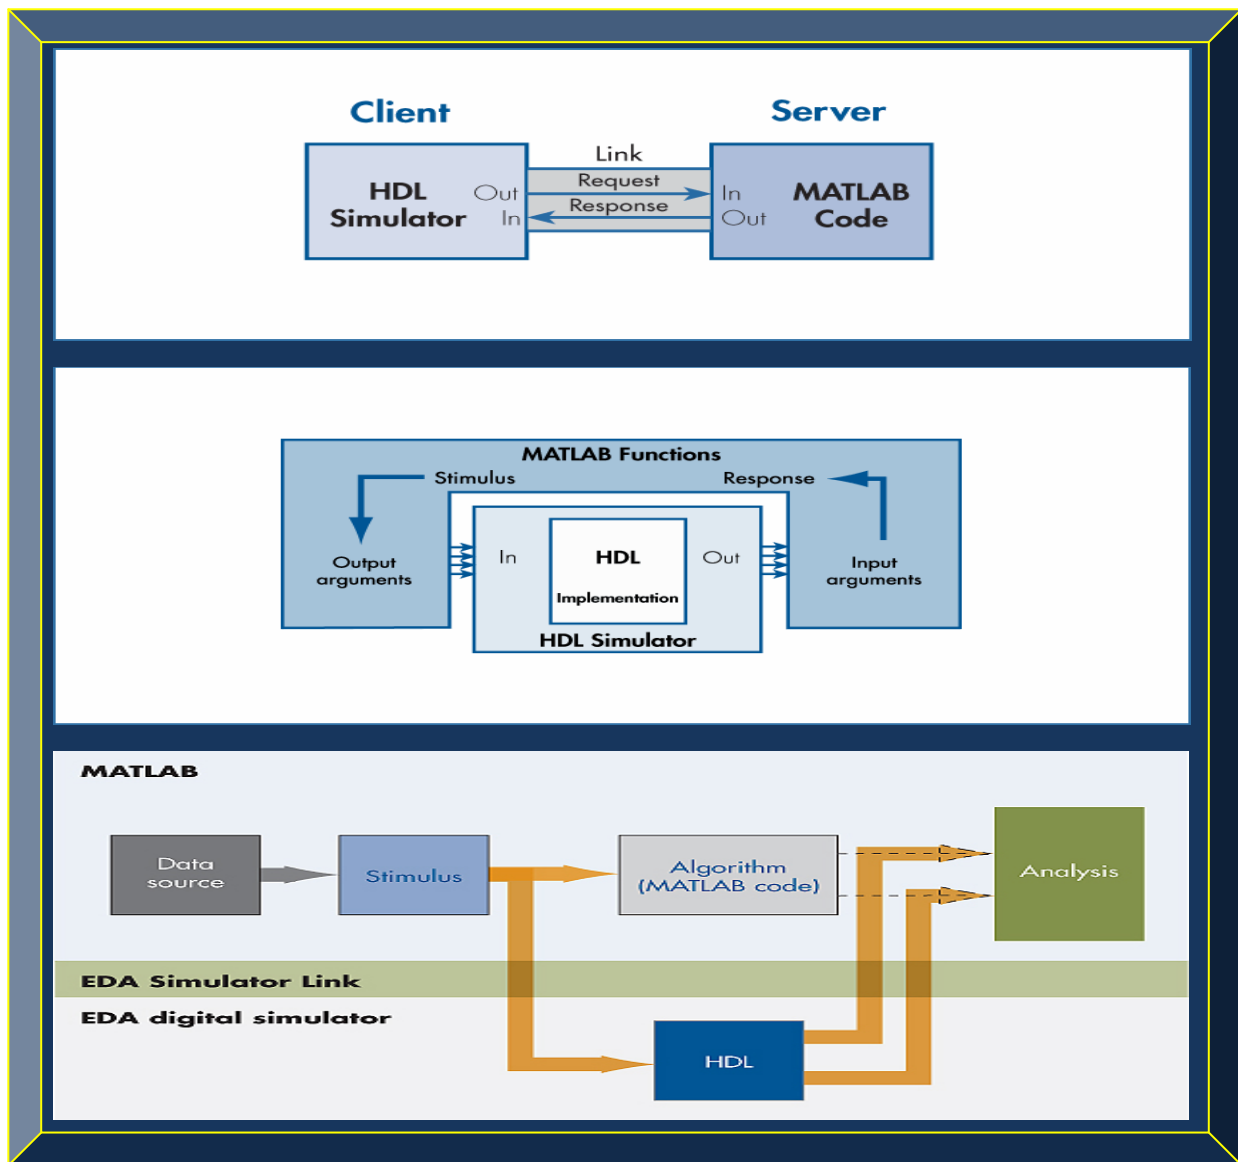 Client
Server
Link
HDL
Simulator
Out
In
Request
Response
In
Out
MATLAB
Code
MATLAB Functions
Stimulus
Response
Output
arguments
In
HDL
Implementation
Out
Input
arguments
HDL Simulator
MATLAB
Data
source
Stimulus
Algorithm
(MATLAB code)
Analysis
EDA Simulator Link
EDA digital simulator
HDL